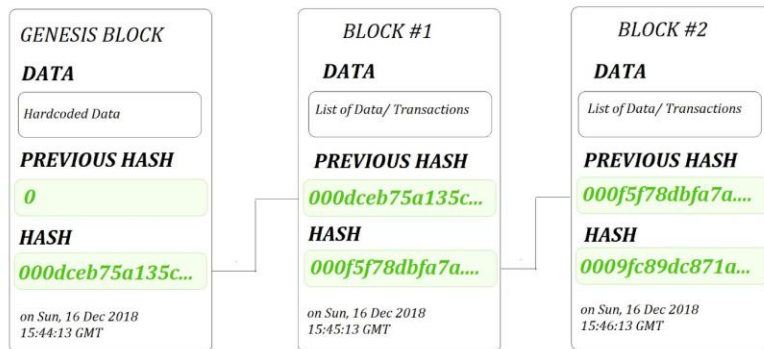 GENESIS BLOCK
DATA
Hardcoded Data
PREVIOUS HASH
0
HASH
000dceb75a135c...
on Sun, 16 Dec 2018
15:44:13 GMT
BLOCK #1
DATA
List of Data/ Transactions
PREVIOUS HASH
000dceb75a135c...
HASH
000f5f78dbfa7a....
on Sun, 16 Dec 2018
15:45:13 GMT
BLOCK #2
DATA
List of Data/ Transactions
PREVIOUS HASH
000f5f78dbfa7a....
HASH
0009fc89dc871a...
on Sun, 16 Dec 2018
15:46:13 GMT